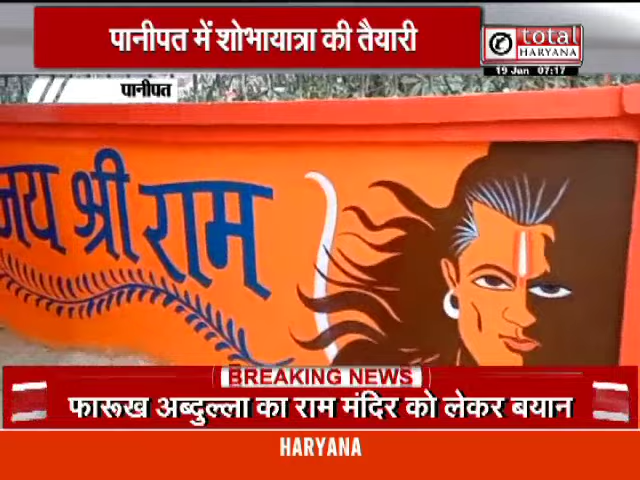 पानीपत में शोभायात्रा की तैयारी
total
HARYANA
19 Jan 07:17
पानीपत
जय श्री राम
BREAKING NEWS
फारूख अब्दुल्ला का राम मंदिर को लेकर बयान
HARYANA